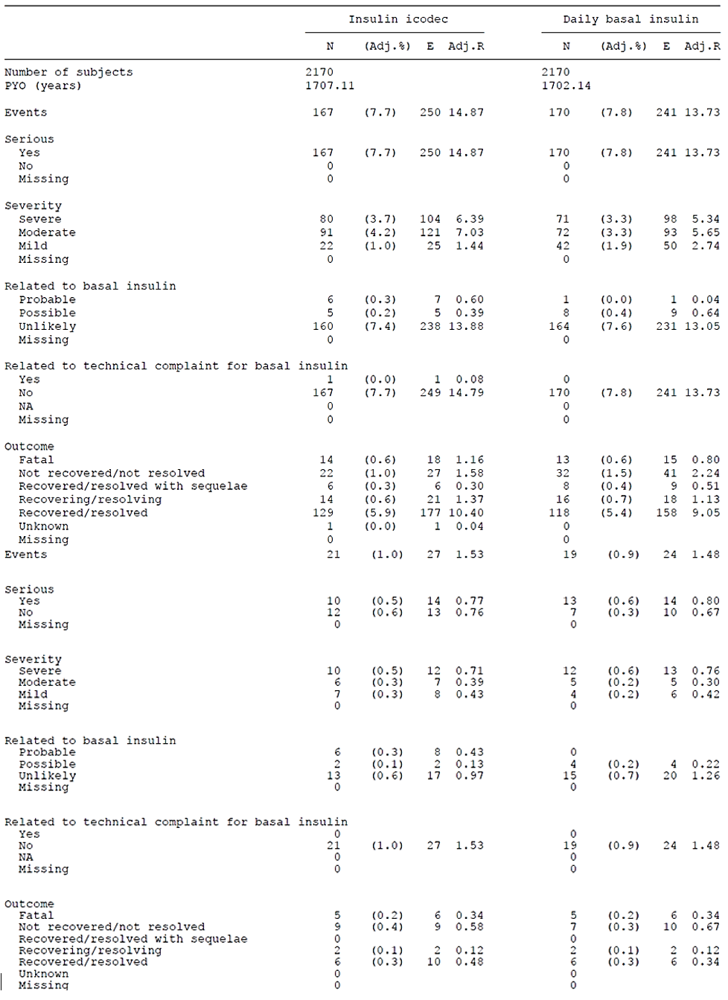 Insulin icodec Daily basal insulin
N (Adj.%) E Adj.R N (Adj.%) E Adj.R
Number of subjects 2170 2170
PYO (years) 1707.11 1702.14
Events 167 (7.7) 250 14.87 170 (7.8) 241 13.73
Serious
Yes 167 (7.7) 250 14.87 170 (7.8) 241 13.73
No 0 0
Missing 0 0
Severity
Severe 80 (3.7) 104 6.39 71 (3.3) 98 5.34
Moderate 91 (4.2) 121 7.03 72 (3.3) 93 5.65
Mild 22 (1.0) 25 1.44 42 (1.9) 50 2.74
Missing 0 0
Related to basal insulin
Probable 6 (0.3) 7 0.60 1 (0.0) 1 0.04
Possible 5 (0.2) 5 0.39 8 (0.4) 9 0.64
Unlikely 160 (7.4) 238 13.88 164 (7.6) 231 13.05
Missing 0 0
Related to technical complaint for basal insulin
Yes 1 (0.0) 1 0.08 0
No 167 (7.7) 249 14.79 170 (7.8) 241 13.73
NA 0 0
Missing 0 0
Outcome
Fatal 14 (0.6) 18 1.16 13 (0.6) 15 0.80
Not recovered/not resolved 22 (1.0) 27 1.58 32 (1.5) 41 2.24
Recovered/resolved with sequelae 6 (0.3) 6 0.30 8 (0.4) 9 0.51
Recovering/resolving 14 (0.6) 21 1.37 16 (0.7) 18 1.13
Recovered/resolved 129 (5.9) 177 10.40 118 (5.4) 158 9.05
Unknown 1 (0.0) 1 0.04 0
Missing 0 0
Events 21 (1.0) 27 1.53 19 (0.9) 24 1.48
Serious
Yes 10 (0.5) 14 0.77 13 (0.6) 14 0.80
No 12 (0.6) 13 0.76 7 (0.3) 10 0.67
Missing 0 0
Severity
Severe 10 (0.5) 12 0.71 12 (0.6) 13 0.76
Moderate 6 (0.3) 7 0.39 5 (0.2) 5 0.30
Mild 7 (0.3) 8 0.43 4 (0.2) 6 0.42
Missing 0 0
Related to basal insulin
Probable 6 (0.3) 8 0.43 0
Possible 2 (0.1) 2 0.13 4 (0.2) 4 0.22
Unlikely 13 (0.6) 17 0.97 15 (0.7) 20 1.26
Missing 0 0
Related to technical complaint for basal insulin
Yes 0 0
No 21 (1.0) 27 1.53 19 (0.9) 24 1.48
NA 0 0
Missing 0 0
Outcome
Fatal 5 (0.2) 6 0.34 5 (0.2) 6 0.34
Not recovered/not resolved 9 (0.4) 9 0.58 7 (0.3) 10 0.67
Recovered/resolved with sequelae 0 0
Recovering/resolving 2 (0.1) 2 0.12 2 (0.1) 2 0.12
Recovered/resolved 6 (0.3) 10 0.48 6 (0.3) 6 0.34
Unknown 0 0
Missing 0 0